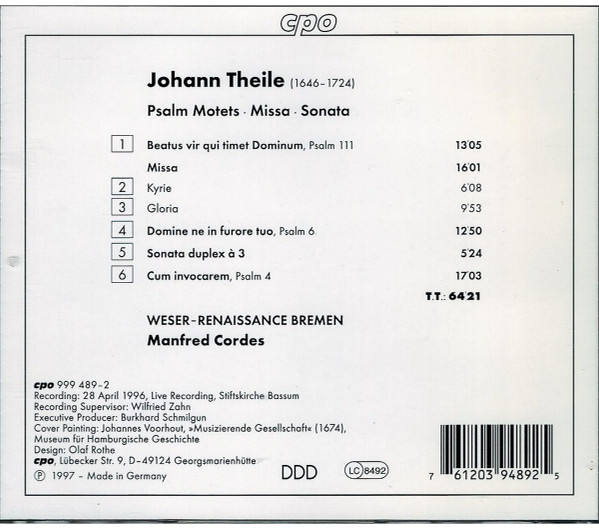 cpo
Johann Theile (1646-1724)
Psalm Motets · Missa · Sonata
1 Beatus vir qui timet Dominum, Psalm 111 13'05
Missa 16'01
2 Kyrie 6'08
3 Gloria 9'53
4 Domine ne in furore tuo, Psalm 6 12'50
5 Sonata duplex à 3 5'24
6 Cum invocarem, Psalm 4 17'03
T.T.: 64'21
WESER-RENAISSANCE BREMEN
Manfred Cordes
cpo 999 489-2
Recording: 28 April 1996, Live Recording, Stiftskirche Bassum
Recording Supervisor: Wilfried Zahn
Executive Producer: Burkhard Schmilgun
Cover Painting: Johannes Voorhout, »Musizierende Gesellschaft« (1674),
Museum für Hamburgische Geschichte
Design: Olaf Rothe
cpo, Lübecker Str. 9, D-49124 Georgsmarienhütte
℗ 1997 - Made in Germany
DDD
LC 8492
7 61203 94892 5